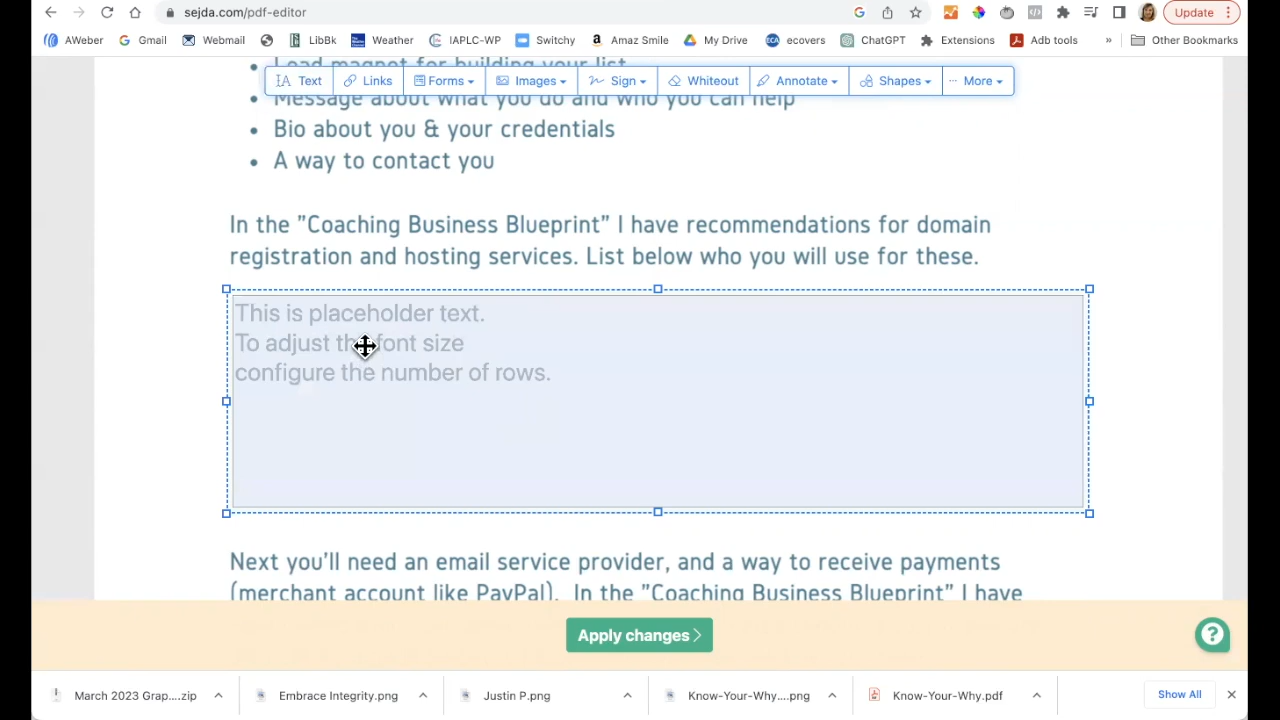 sejda.com/pdf-editor
Update
AWeber Gmail Webmail LibBk Weather IAPLC-WP Switchy Amaz Smile My Drive ecovers ChatGPT Extensions Adb tools » Other Bookmarks
Lead magnet for building your list
Text Links Forms Images Sign Whiteout Annotate Shapes More
• Message about what you do and who you can help
• Bio about you & your credentials
• A way to contact you
In the "Coaching Business Blueprint" I have recommendations for domain
registration and hosting services. List below who you will use for these.
This is placeholder text.
To adjust the font size
configure the number of rows.
Next you'll need an email service provider, and a way to receive payments
(merchant account like PayPal). In the "Coaching Business Blueprint" I have
Apply changes
?
March 2023 Grap....zip Embrace Integrity.png Justin P.png Know-Your-Why....png Know-Your-Why.pdf Show All